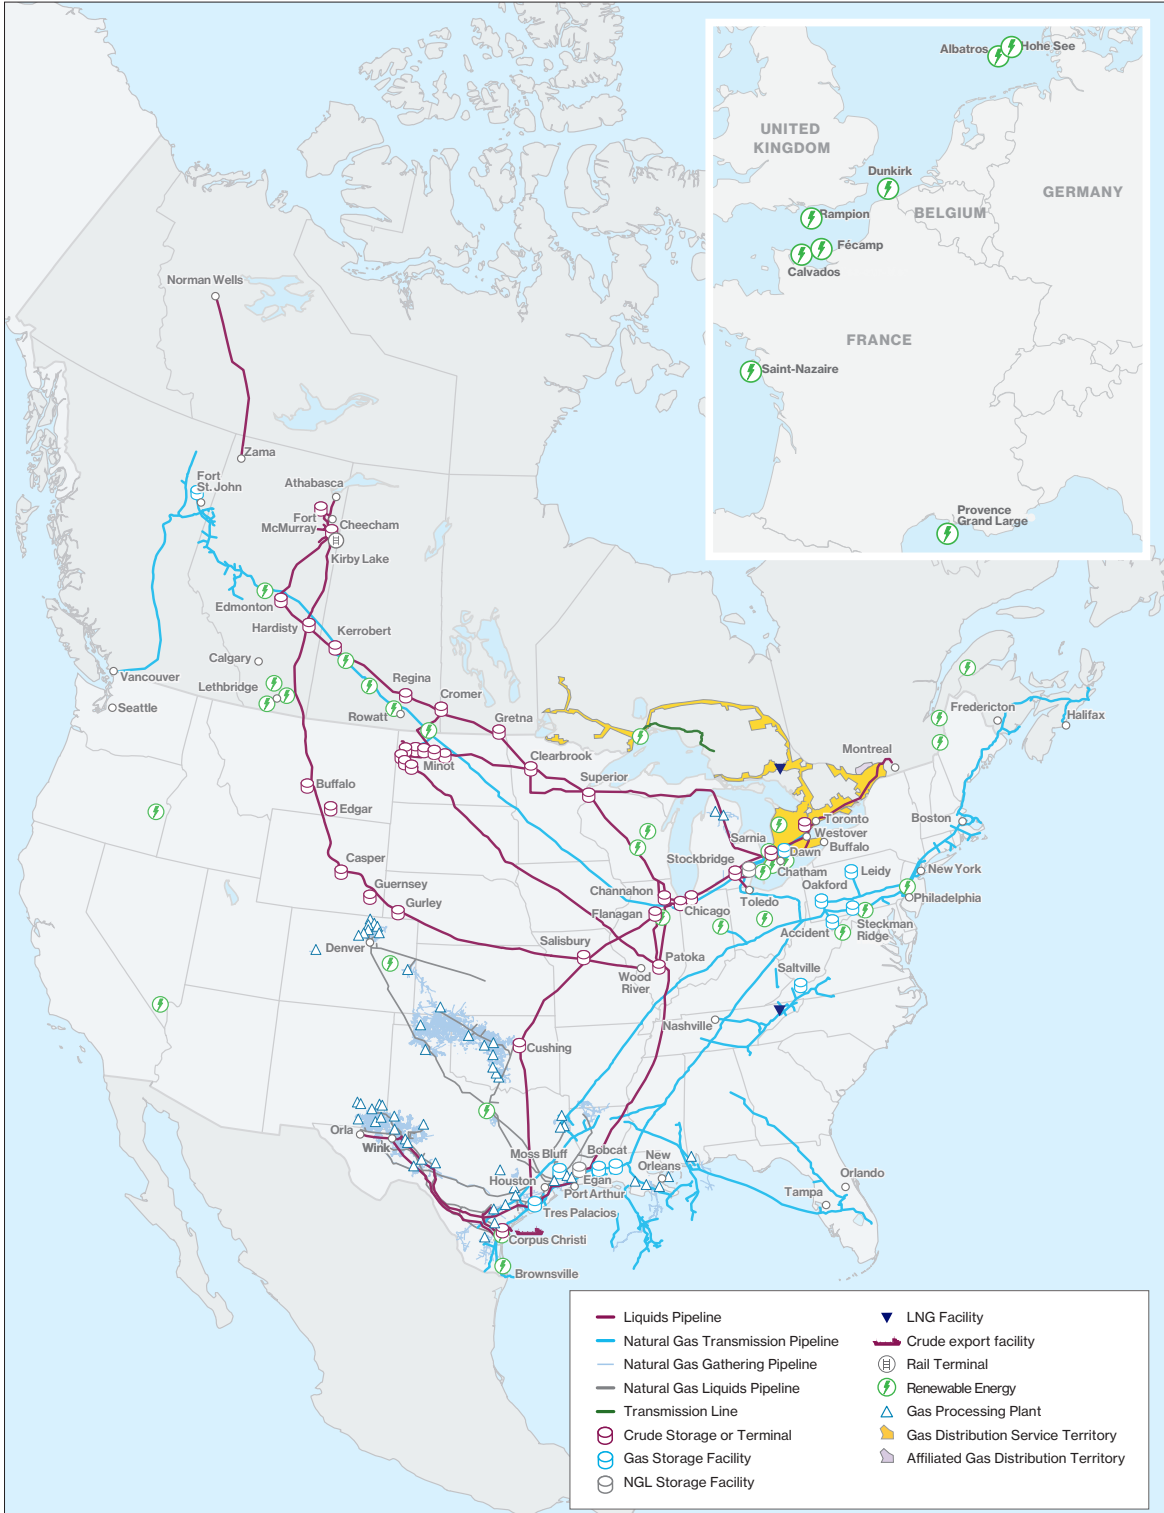 Albatros
Hohe See
UNITED
KINGDOM
Dunkirk
GERMANY
BELGIUM
Rampion
Fécamp
Calvados
FRANCE
Saint-Nazaire
Provence
Grand Large
Norman Wells
Zama
Fort
St. John
Athabasca
Fort
McMurray
Cheecham
Kirby Lake
Edmonton
Hardisty
Kerrobert
Calgary
Vancouver
Lethbridge
Regina
Cromer
Seattle
Rowatt
Gretna
Fredericton
Halifax
Minot
Clearbrook
Montreal
Superior
Buffalo
Edgar
Toronto
Boston
Westover
Sarnia
Buffalo
Stockbridge
Dawn
Casper
Chatham
Leidy
New York
Guernsey
Channahon
Oakford
Toledo
Philadelphia
Gurley
Flanagan
Chicago
Accident
Steckman
Ridge
Denver
Salisbury
Patoka
Wood
River
Saltville
Nashville
Cushing
Orla
Wink
Moss Bluff
Bobcat
New
Orleans
Houston
Egan
Port Arthur
Orlando
Tampa
Tres Palacios
Corpus Christi
Brownsville
Liquids Pipeline
Natural Gas Transmission Pipeline
Natural Gas Gathering Pipeline
Natural Gas Liquids Pipeline
Transmission Line
Crude Storage or Terminal
Gas Storage Facility
NGL Storage Facility
LNG Facility
Crude export facility
Rail Terminal
Renewable Energy
Gas Processing Plant
Gas Distribution Service Territory
Affiliated Gas Distribution Territory